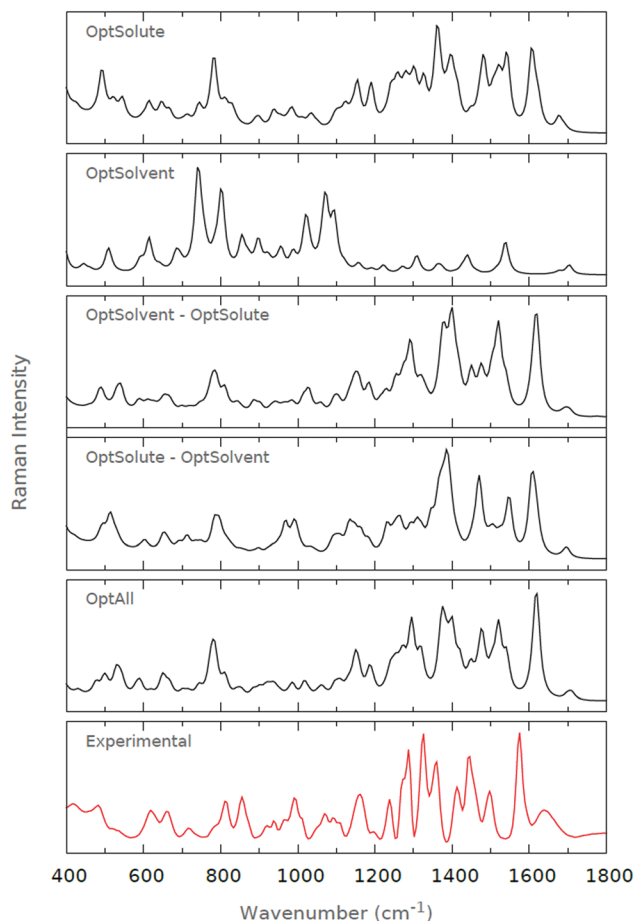 OptSolute
OptSolvent
OptSolvent - OptSolute
OptSolute - OptSolvent
OptAll
Experimental
Raman Intensity
400 600 800 1000 1200 1400 1600 1800
Wavenumber (cm⁻¹)